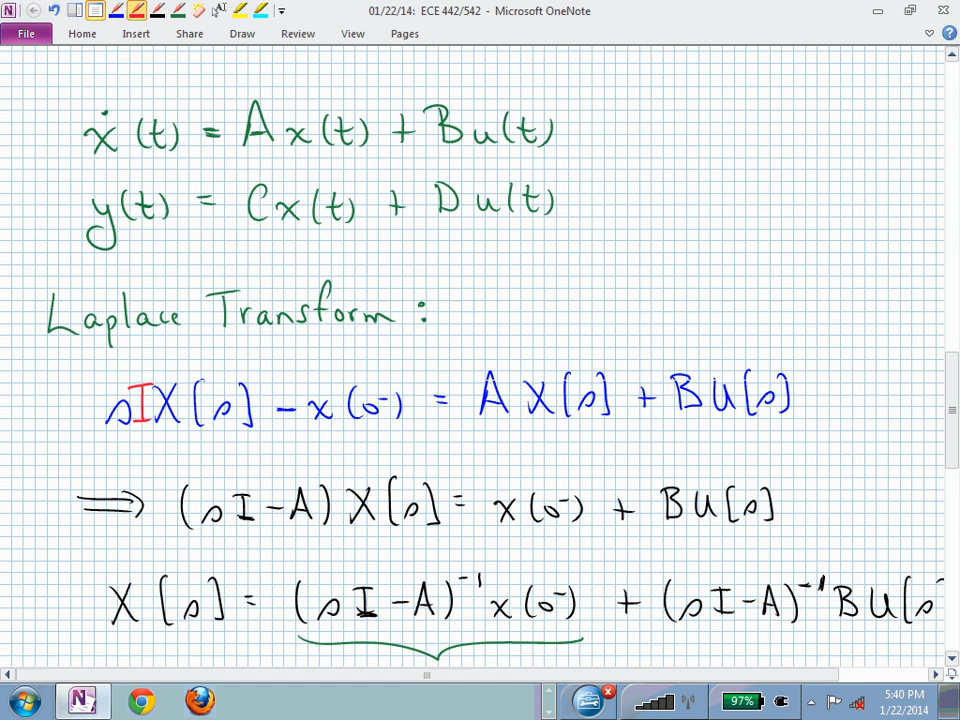 01/22/14: ECE 442/542 - Microsoft OneNote
File Home Insert Share Draw Review View Pages
ẋ(t) = Ax(t) + Bu(t)
y(t) = Cx(t) + Du(t)
Laplace Transform:
sIX[s] - x(0⁻) = AX[s] + BU[s]
⟹ (sI-A)X[s] = x(0⁻) + BU[s]
X[s] = (sI-A)⁻¹x(0⁻) + (sI-A)⁻¹BU[s
97%
5:40 PM
1/22/2014